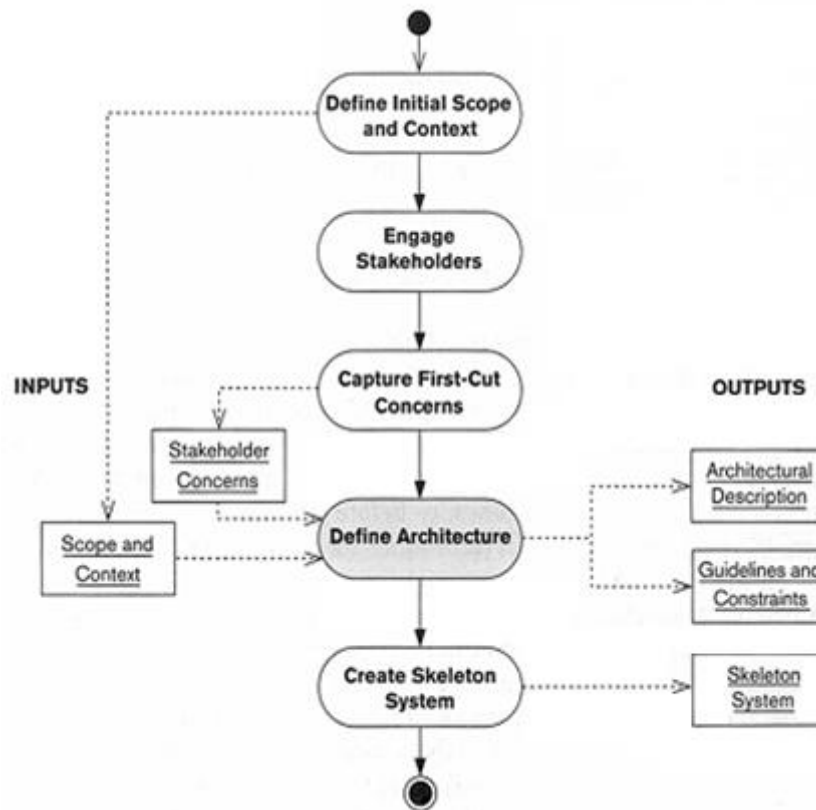 Define Initial Scope
and Context
Engage
Stakeholders
Capture First-Cut
Concerns
INPUTS
OUTPUTS
Stakeholder
Concerns
Architectural
Description
Define Architecture
Scope and
Context
Guidelines and
Constraints
Create Skeleton
System
Skeleton
System